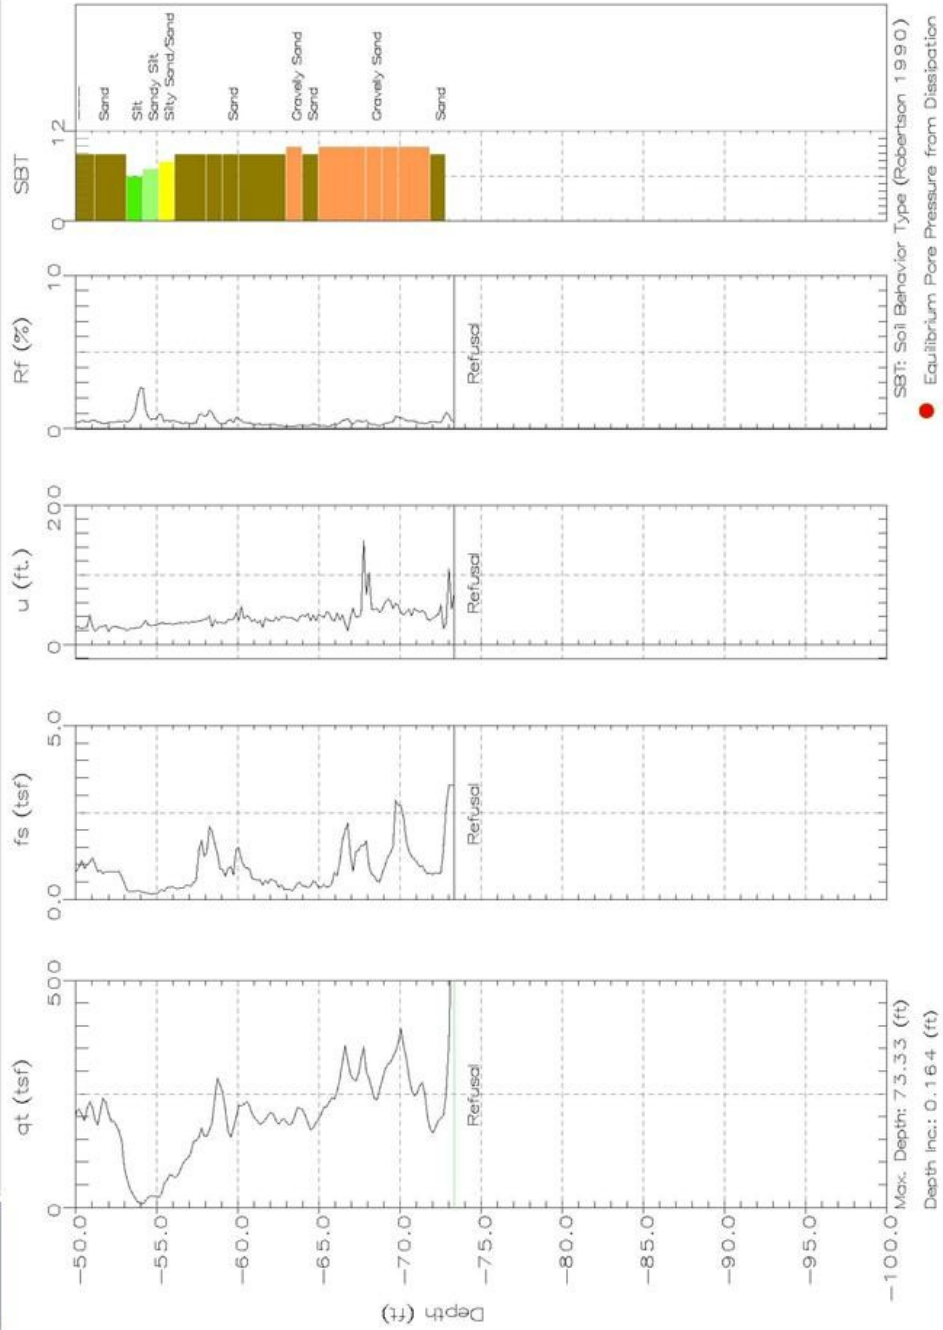 qt (tsf)
fs (tsf)
u (ft.)
Rf (%)
SBT
0
500
0.0
5.0
0
200
0
10
0
12
Depth (ft)
-50.0
-55.0
-60.0
-65.0
-70.0
-75.0
-80.0
-85.0
-90.0
-95.0
-100.0
Sand
Silt
Sandy Silt
Silty Sand/Sand
Sand
Gravely Sand
Sand
Gravely Sand
Sand
Refusal
Refusal
Refusal
Refusal
Max. Depth: 73.333 (ft)
Depth Inc.: 0.164 (ft)
SBT: Soil Behavior Type (Robertson 1990)
Equilibrium Pore Pressure from Dissipation